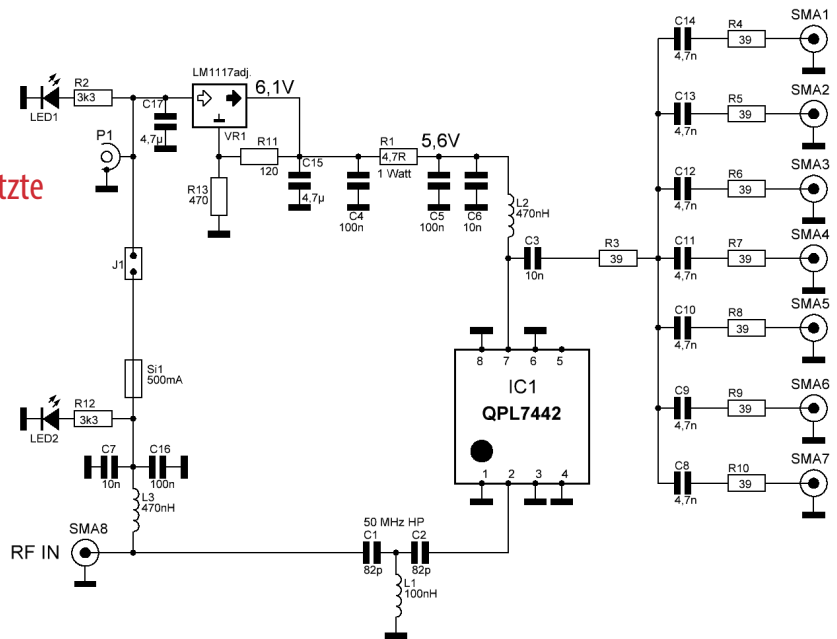 tzte
LED1
R2
3k3
P1
C17
4,7µ
LM1117adj.
VR1
6,1V
R11
120
R13
470
C15
4,7µ
C4
100n
R1
4,7R
1 Watt
5,6V
C5
100n
C6
10n
L2
470nH
C3
10n
R3
39
C14
4,7n
R4
39
SMA1
C13
4,7n
R5
39
SMA2
C12
4,7n
R6
39
SMA3
C11
4,7n
R7
39
SMA4
C10
4,7n
R8
39
SMA5
C9
4,7n
R9
39
SMA6
C8
4,7n
R10
39
SMA7
J1
Si1
500mA
LED2
R12
3k3
C7
10n
C16
100n
L3
470nH
RF IN
SMA8
50 MHz HP
C1
82p
C2
82p
L1
100nH
8
7
6
5
IC1
QPL7442
1
2
3
4